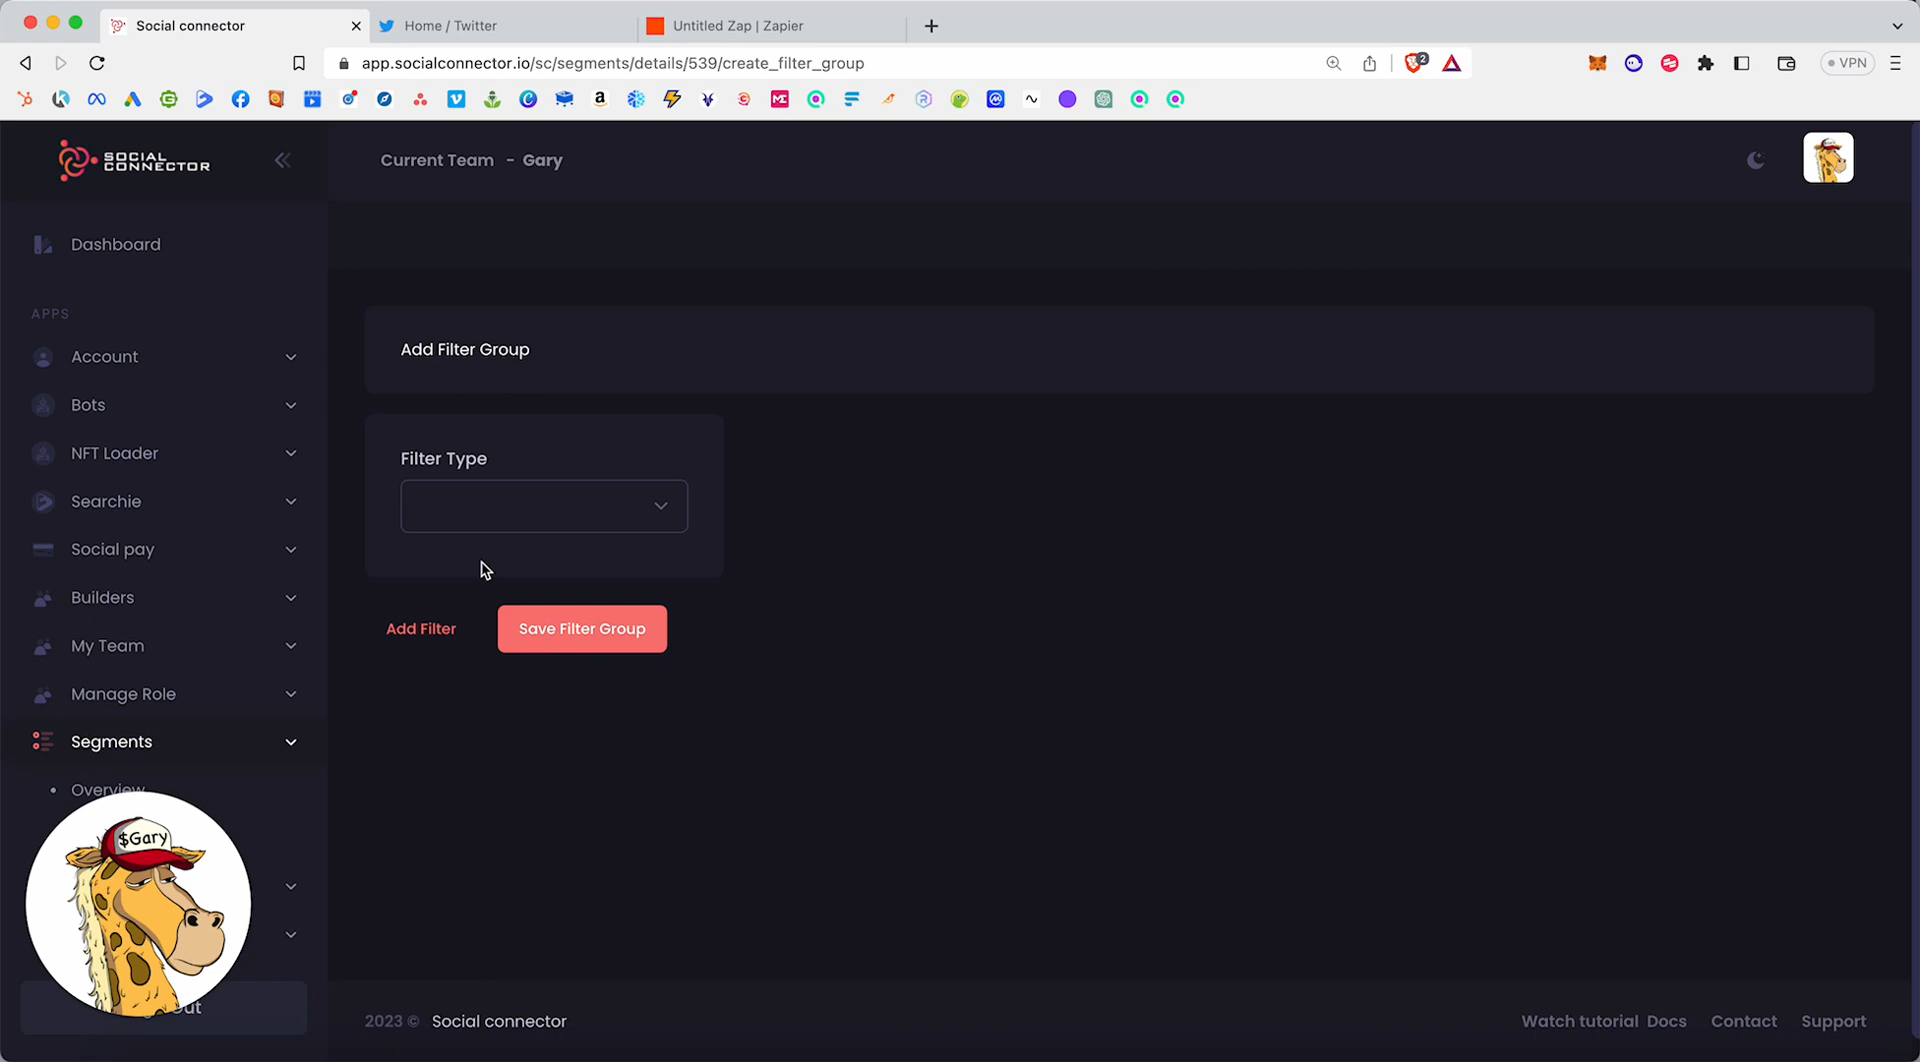 Social connector
Home / Twitter
Untitled Zap | Zapier
app.socialconnector.io/sc/segments/details/539/create_filter_group
2
VPN
SOCIAL
CONNECTOR
Current Team - Gary
Dashboard
APPS
Account
Bots
NFT Loader
Searchie
Social pay
Builders
My Team
Manage Role
Segments
Overview
Add Filter Group
Filter Type
Add Filter
Save Filter Group
$Gary
2023 © Social connector
Watch tutorial
Docs
Contact
Support